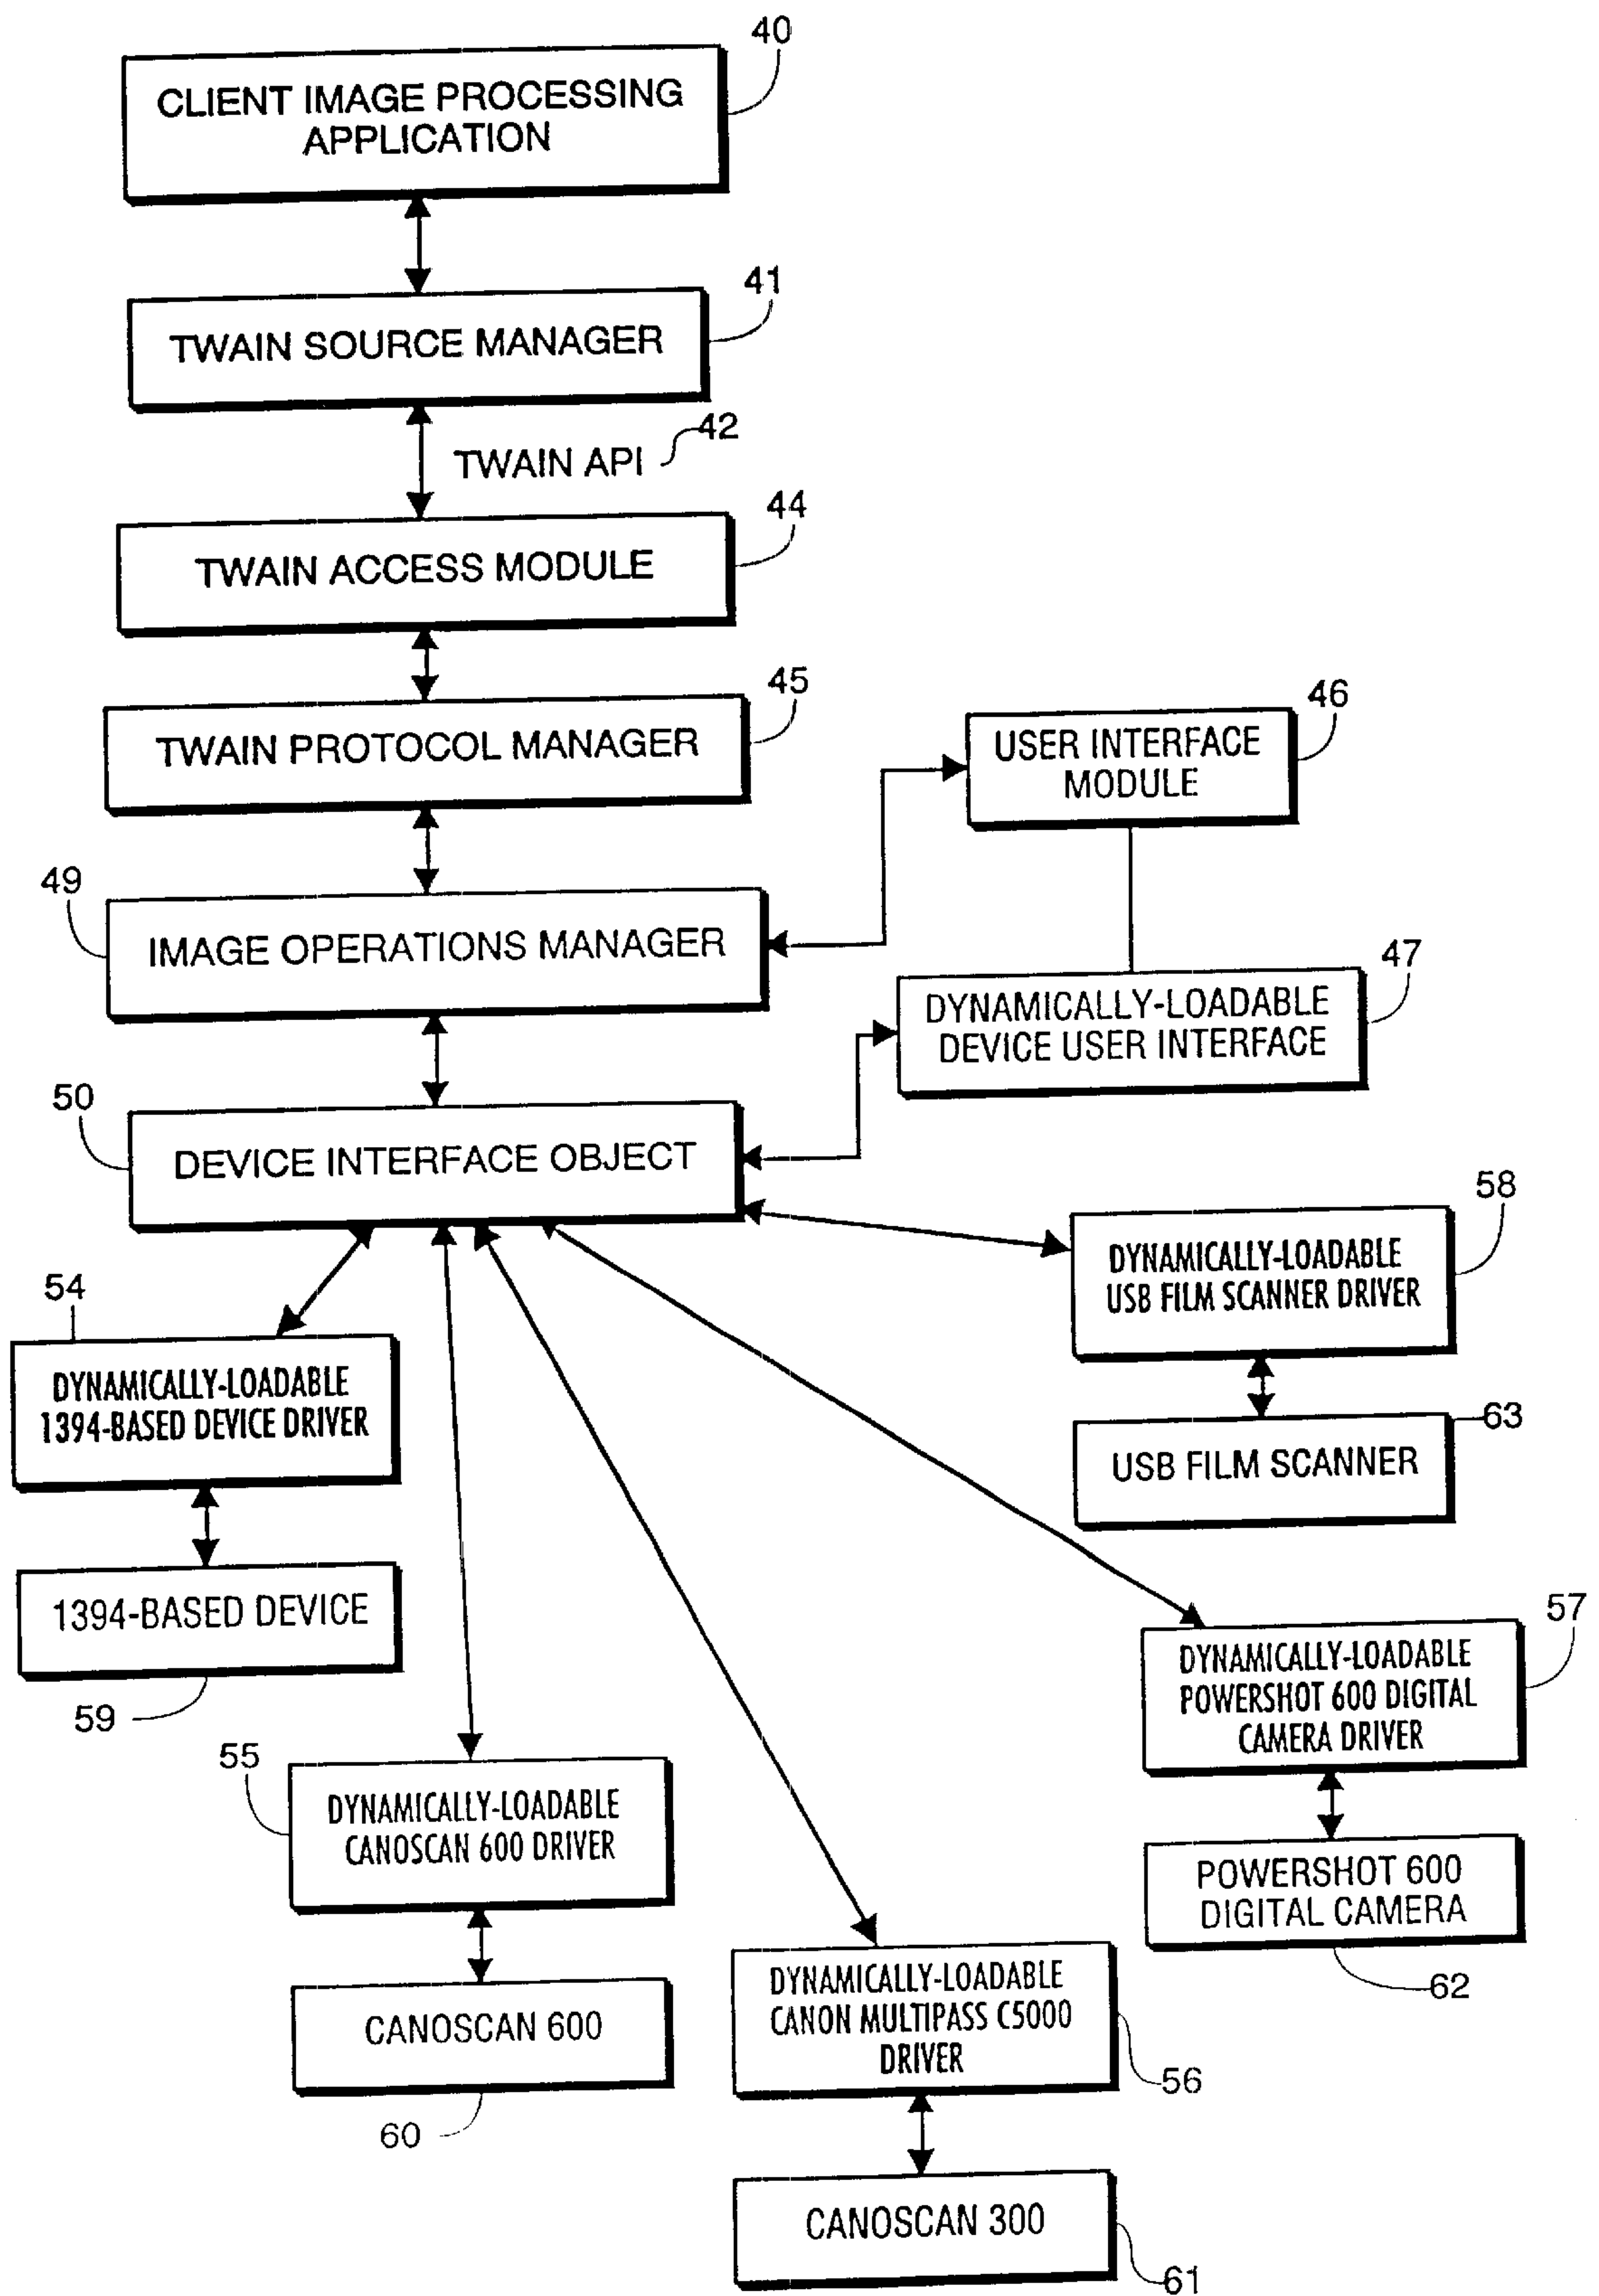 40
CLIENT IMAGE PROCESSING
APPLICATION
41
TWAIN SOURCE MANAGER
42
TWAIN API
44
TWAIN ACCESS MODULE
45
TWAIN PROTOCOL MANAGER
46
USER INTERFACE
MODULE
49
IMAGE OPERATIONS MANAGER
47
DYNAMICALLY-LOADABLE
DEVICE USER INTERFACE
50
DEVICE INTERFACE OBJECT
58
DYNAMICALLY-LOADABLE
USB FILM SCANNER DRIVER
54
DYNAMICALLY-LOADABLE
1394-BASED DEVICE DRIVER
63
USB FILM SCANNER
1394-BASED DEVICE
59
57
DYNAMICALLY-LOADABLE
POWERSHOT 600 DIGITAL
CAMERA DRIVER
55
DYNAMICALLY-LOADABLE
CANOSCAN 600 DRIVER
POWERSHOT 600
DIGITAL CAMERA
62
DYNAMICALLY-LOADABLE
CANON MULTIPASS C5000
DRIVER
56
CANOSCAN 600
60
CANOSCAN 300
61